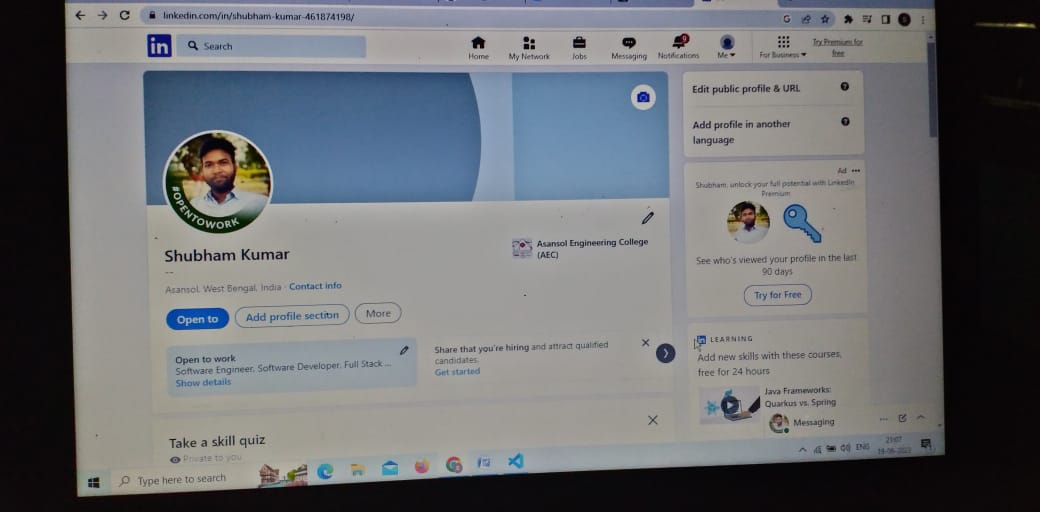 linkedin.com/in/shubham-kumar-461874198/
in
Search
Home
My Network
Jobs
Messaging
9
Notifications
Me
For Business
Try Premium for
free
#OPENTOWORK
Shubham Kumar
--
Asansol, West Bengal, India · Contact info
Asansol Engineering College
(AEC)
Open to
Add profile section
More
Open to work
Software Engineer, Software Developer, Full Stack ...
Show details
Share that you're hiring and attract qualified
candidates.
Get started
Take a skill quiz
Private to you
Edit public profile & URL
Add profile in another
language
Ad
Shubham, unlock your full potential with LinkedIn
Premium
See who's viewed your profile in the last
90 days
Try for Free
in LEARNING
Add new skills with these courses,
free for 24 hours
Java Frameworks:
Quarkus vs. Spring
Messaging
Type here to search
ENG
21:07